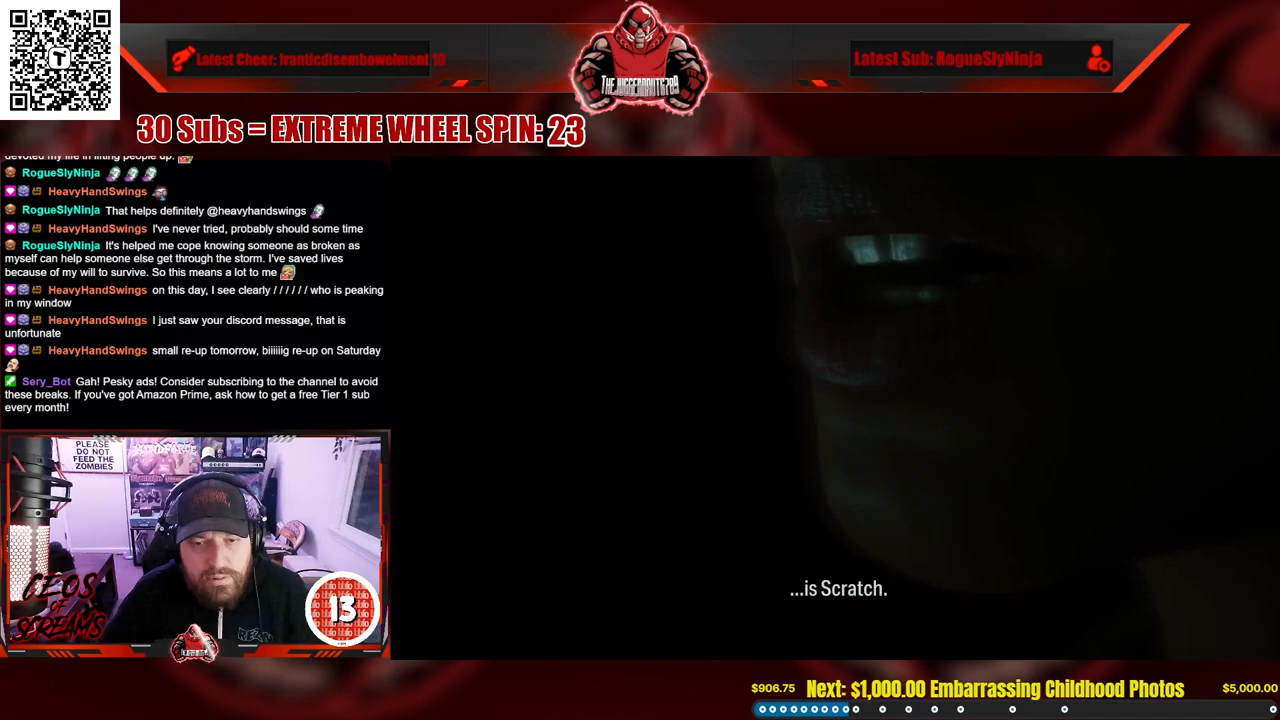 Latest Cheer: franticdisembowelment 10
THEJUGGERNAUT6789
Latest Sub: RogueSlyNinja
30 Subs = EXTREME WHEEL SPIN: 23
devoted my life in lifting people up.
RogueSlyNinja
HeavyHandSwings
RogueSlyNinja That helps definitely @heavyhandswings
HeavyHandSwings I've never tried, probably should some time
RogueSlyNinja It's helped me cope knowing someone as broken as
myself can help someone else get through the storm. I've saved lives
because of my will to survive. So this means a lot to me
HeavyHandSwings on this day, I see clearly / / / / / / who is peaking
in my window
HeavyHandSwings I just saw your discord message, that is
unfortunate
HeavyHandSwings small re-up tomorrow, biiiiiig re-up on Saturday
Sery_Bot Gah! Pesky ads! Consider subscribing to the channel to avoid
these breaks. If you've got Amazon Prime, ask how to get a free Tier 1 sub
every month!
PLEASE
DO NOT
FEED THE
ZOMBIES
CEOS
OF
SCREAMS
13
...is Scratch.
$906.75 Next: $1,000.00 Embarrassing Childhood Photos $5,000.00